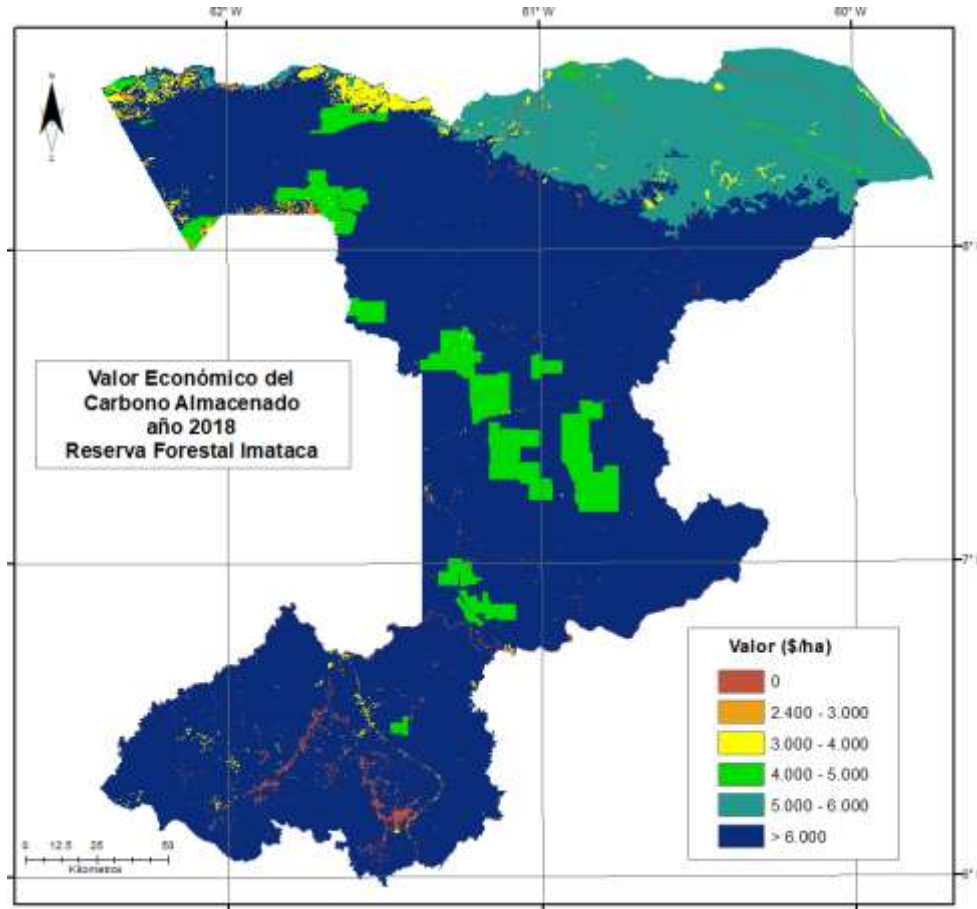 62° W
61° W
60° W
Valor Económico del
Carbono Almacenado
año 2018
Reserva Forestal Imataca
7°
6°
Valor ($/ha)
0
2.400 - 3.000
3.000 - 4.000
4.000 - 5.000
5.000 - 6.000
> 6.000
0 12.5 25 50
Kilómetros